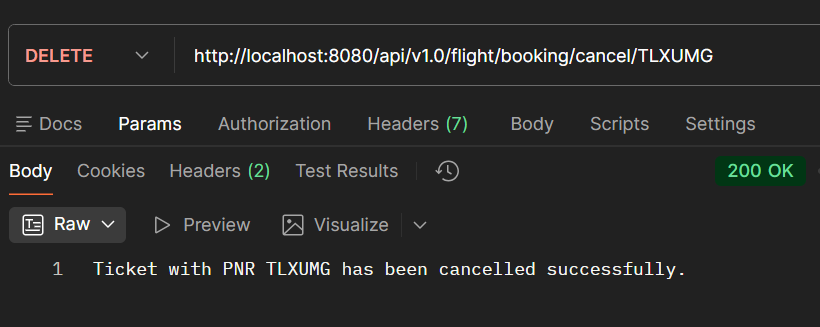 DELETE http://localhost:8080/api/v1.0/flight/booking/cancel/TLXUMG
Docs Params Authorization Headers (7) Body Scripts Settings
Body Cookies Headers (2) Test Results 200 OK
Raw Preview Visualize
1 Ticket with PNR TLXUMG has been cancelled successfully.